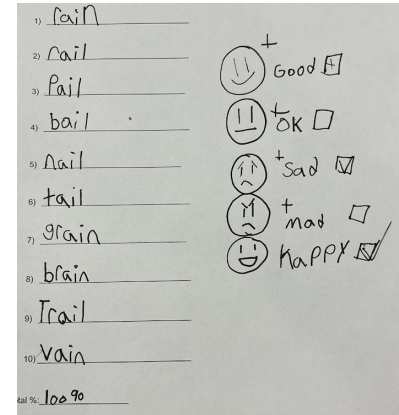 1) rain
2) rail
3) Pail
4) bail
5) nail
6) tail
7) grain
8) brain
9) Trail
10) vain
tal %: 100%
+ Good +
+ OK
+ Sad
+ mad
KaPPY